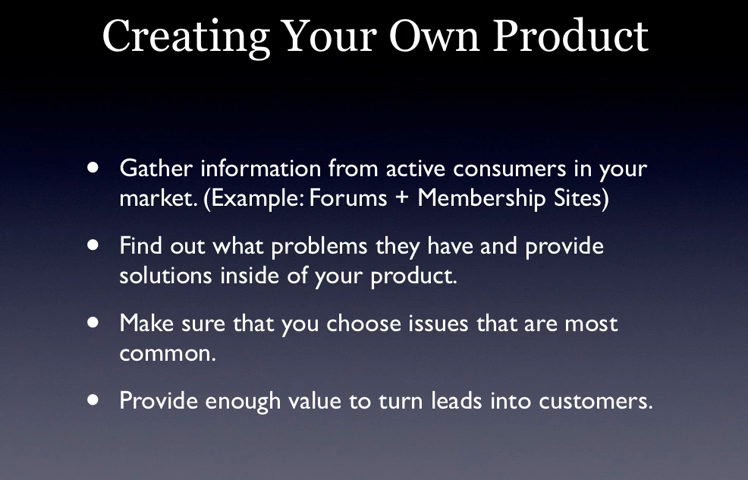 Creating Your Own Product
• Gather information from active consumers in your
market. (Example: Forums + Membership Sites)
• Find out what problems they have and provide
solutions inside of your product.
• Make sure that you choose issues that are most
common.
• Provide enough value to turn leads into customers.